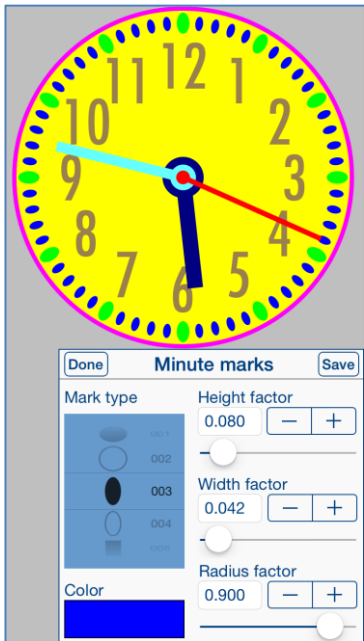 12
11 1
10 2
9 3
8 4
7 5
6
Done Minute marks Save
Mark type
001
002
003
004
Height factor
0.080 − +
Width factor
0.042 − +
Color
Radius factor
0.900 − +